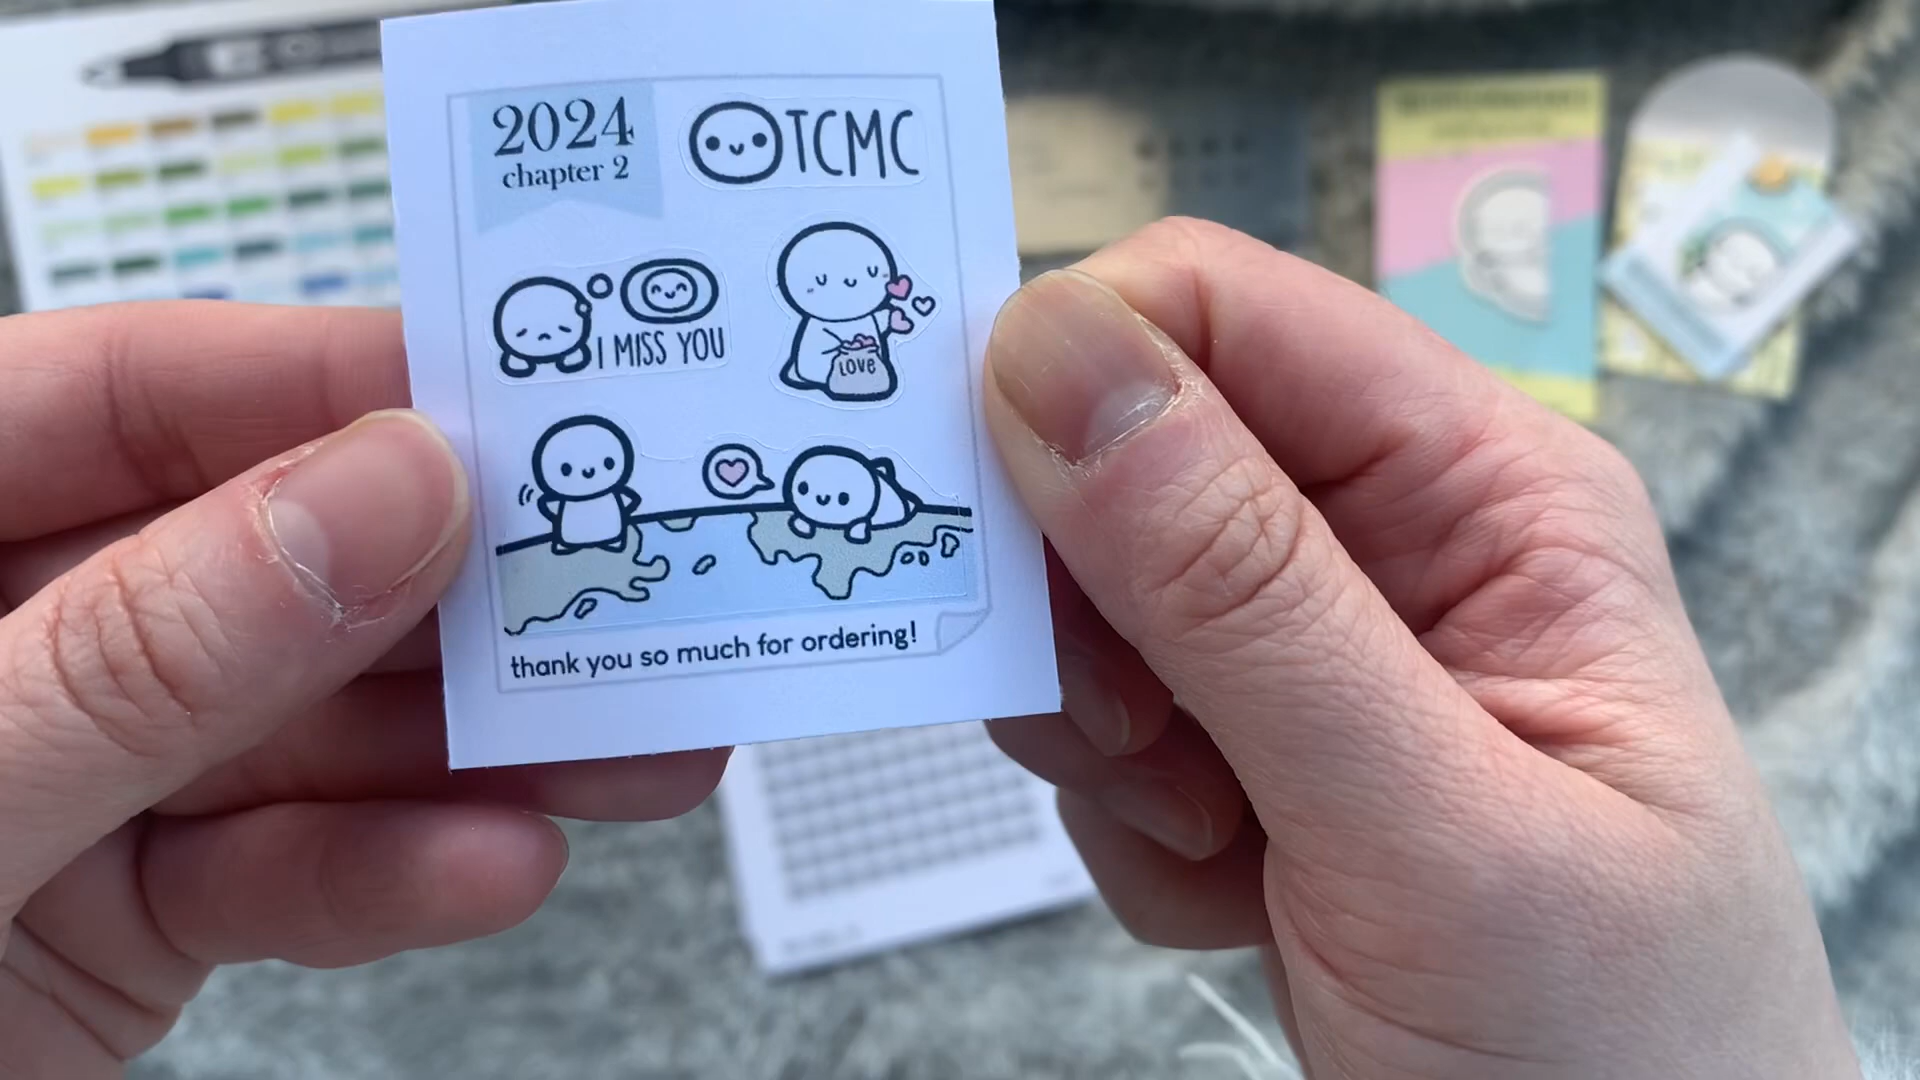 2024
chapter 2
TCMC
I MISS YOU
LOVE
thank you so much for ordering!